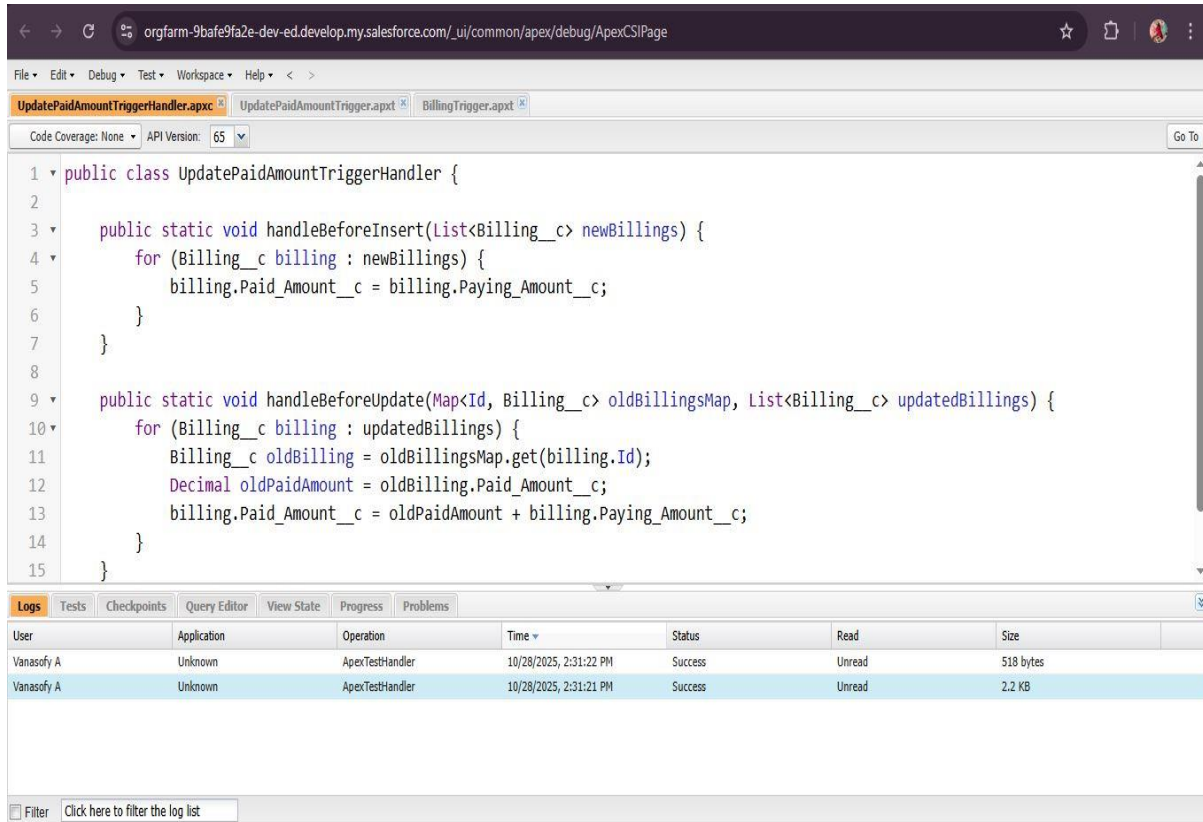 orgfarm-9bafe9fa2e-dev-ed.develop.my.salesforce.com/_ui/common/apex/debug/ApexCSIPage
File Edit Debug Test Workspace Help < >
UpdatePaidAmountTriggerHandler.apxc UpdatePaidAmountTrigger.apxt BillingTrigger.apxt
Code Coverage: None API Version: 65 Go To
1 public class UpdatePaidAmountTriggerHandler {
2
3 public static void handleBeforeInsert(List<Billing__c> newBillings) {
4 for (Billing__c billing : newBillings) {
5 billing.Paid_Amount__c = billing.Paying_Amount__c;
6 }
7 }
8
9 public static void handleBeforeUpdate(Map<Id, Billing__c> oldBillingsMap, List<Billing__c> updatedBillings) {
10 for (Billing__c billing : updatedBillings) {
11 Billing__c oldBilling = oldBillingsMap.get(billing.Id);
12 Decimal oldPaidAmount = oldBilling.Paid_Amount__c;
13 billing.Paid_Amount__c = oldPaidAmount + billing.Paying_Amount__c;
14 }
15 }
Logs Tests Checkpoints Query Editor View State Progress Problems
User Application Operation Time Status Read Size
Vanasofy A Unknown ApexTestHandler 10/28/2025, 2:31:22 PM Success Unread 518 bytes
Vanasofy A Unknown ApexTestHandler 10/28/2025, 2:31:21 PM Success Unread 2.2 KB
Filter Click here to filter the log list